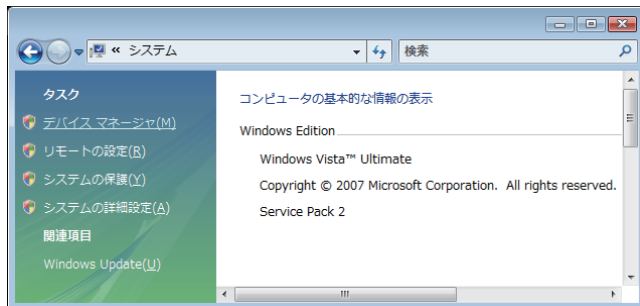 « システム
検索
タスク
デバイス マネージャ(M)
リモートの設定(R)
システムの保護(Y)
システムの詳細設定(A)
関連項目
Windows Update(U)
コンピュータの基本的な情報の表示
Windows Edition
Windows Vista™ Ultimate
Copyright © 2007 Microsoft Corporation. All rights reserved.
Service Pack 2